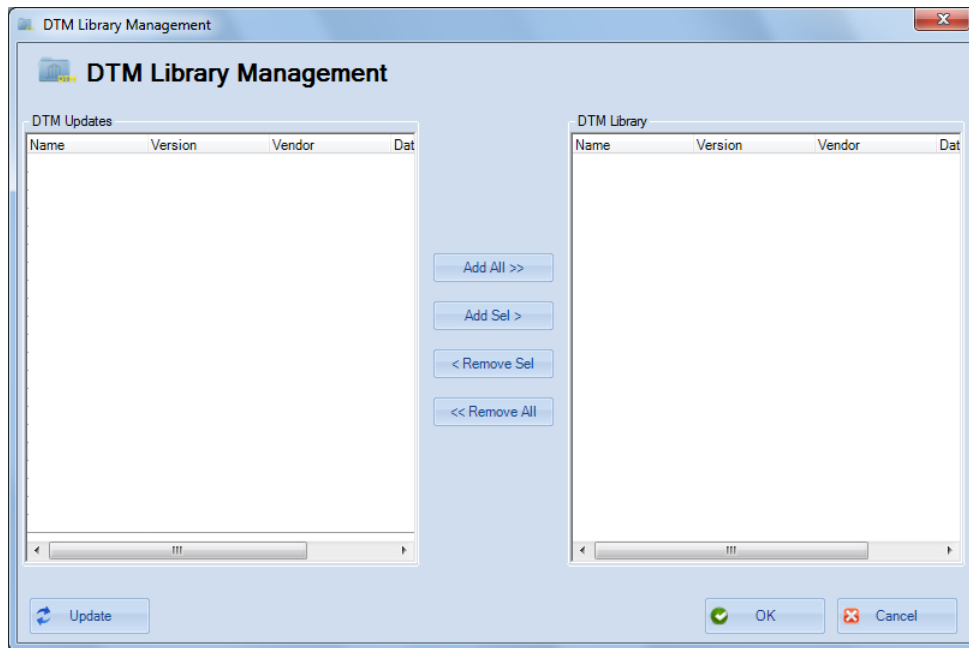 DTM Library Management
DTM Library Management
DTM Updates
Name Version Vendor Dat
DTM Library
Name Version Vendor Dat
Add All >>
Add Sel >
< Remove Sel
<< Remove All
Update
OK
Cancel